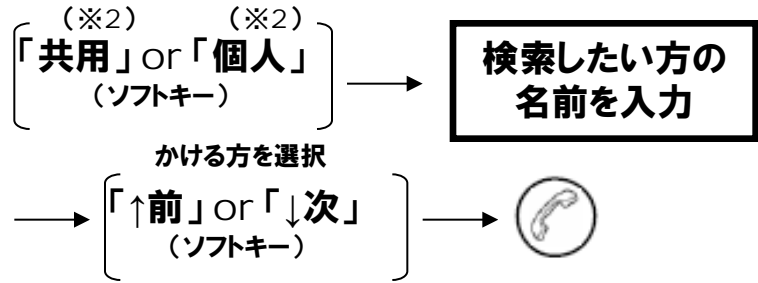 (※2) (※2)
「共用」or「個人」
(ソフトキー)
検索したい方の
名前を入力
かける方を選択
「↑前」or「↓次」
(ソフトキー)